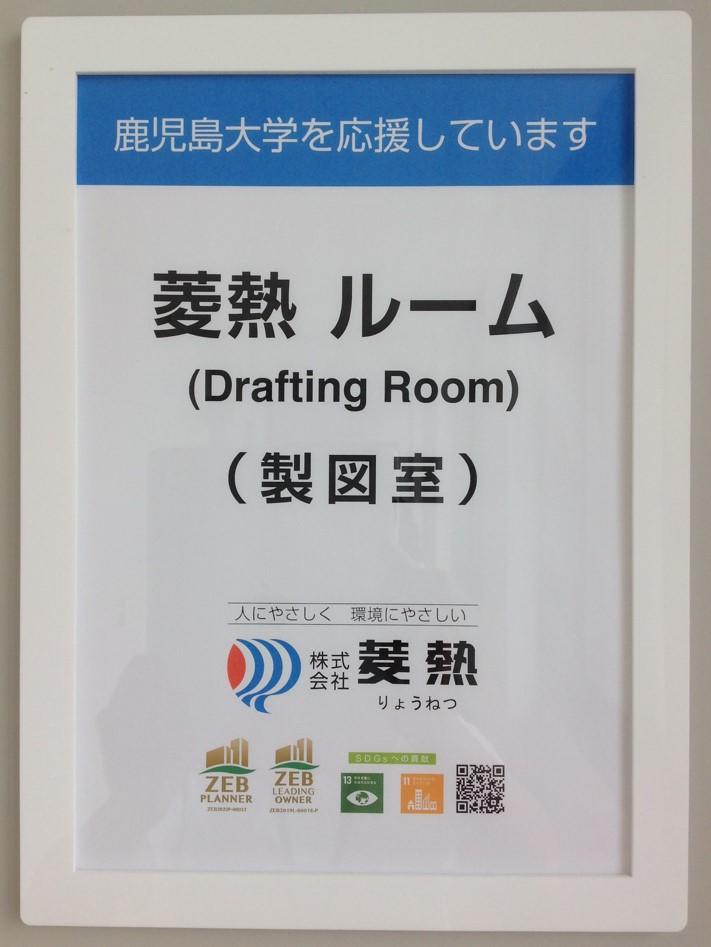 鹿児島大学を応援しています
菱熱 ルーム
(Drafting Room)
（製図室）
人にやさしく 環境にやさしい
株式会社 菱熱
りょうねつ
ZEB PLANNER
ZEB LEADING OWNER
SDGsへの貢献
13
11